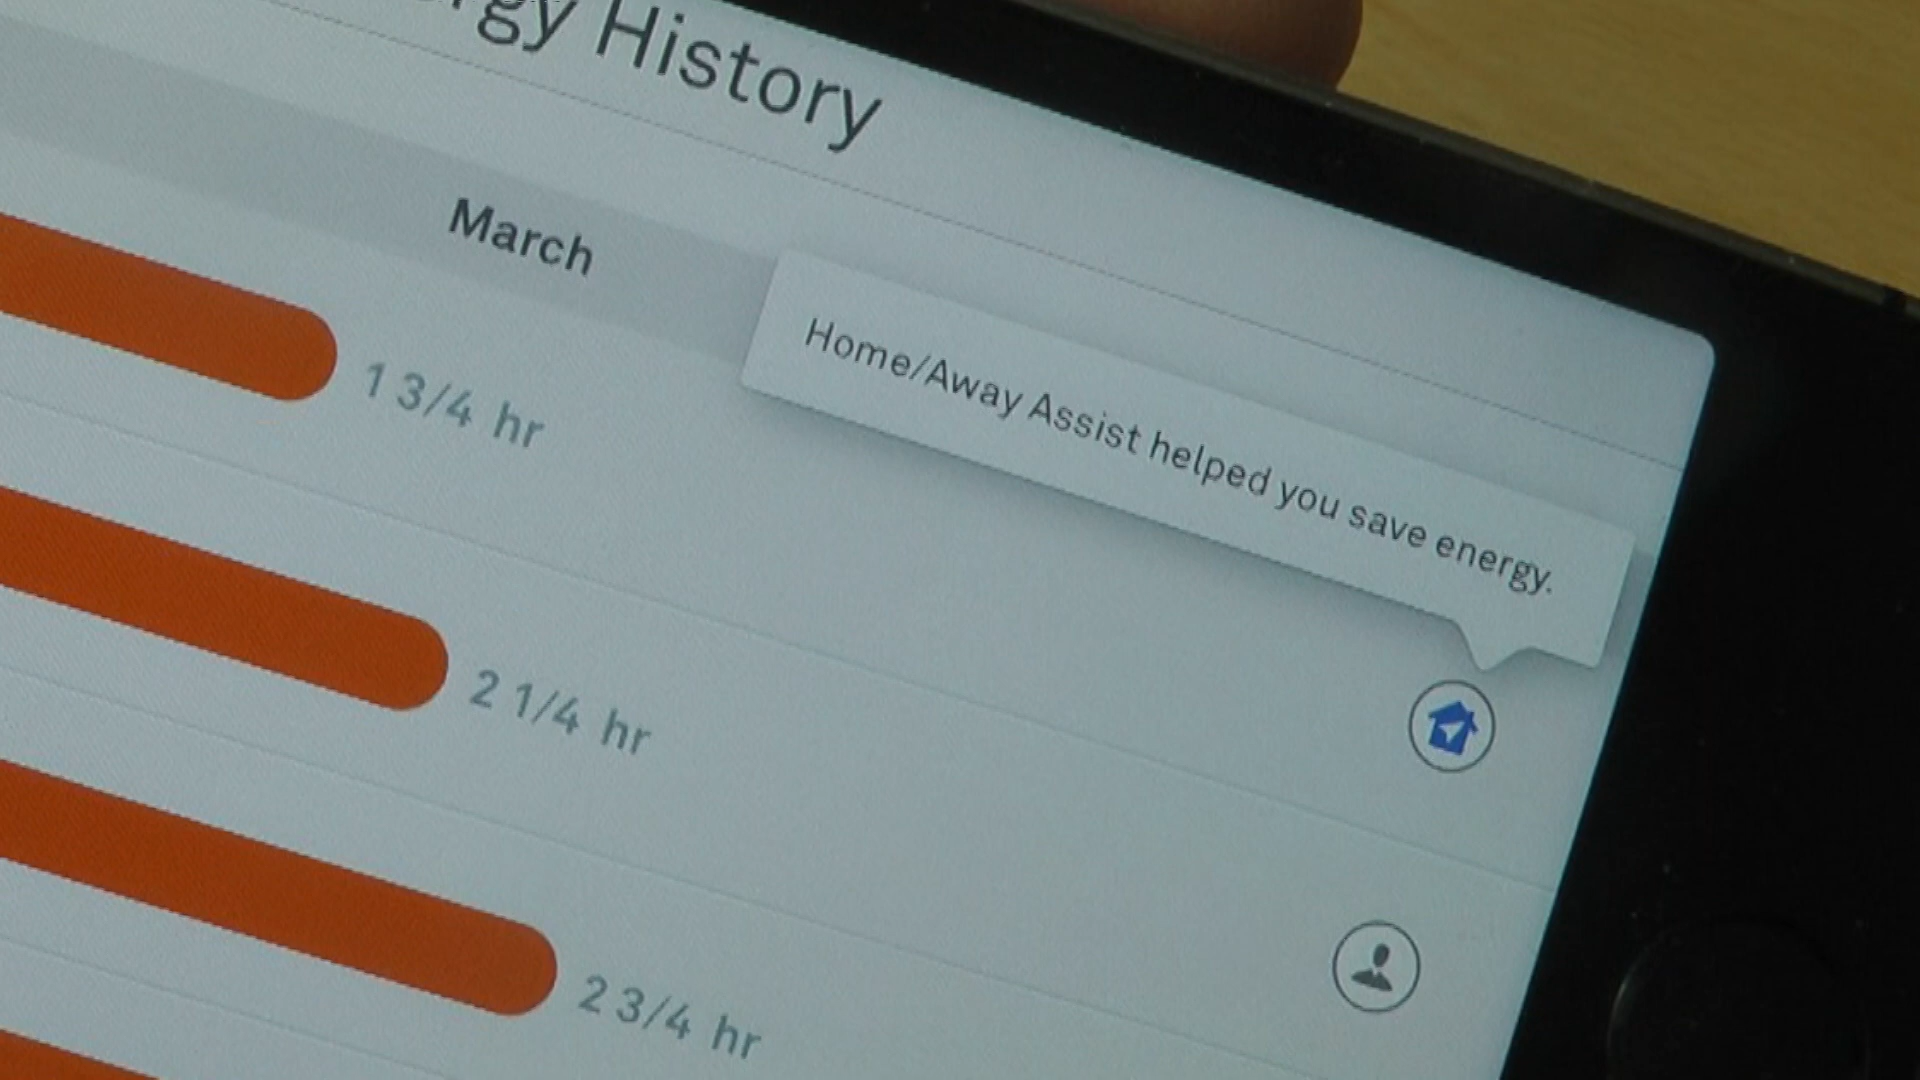 History
March
1 3/4 hr
Home/Away Assist helped you save energy.
2 1/4 hr
2 3/4 hr